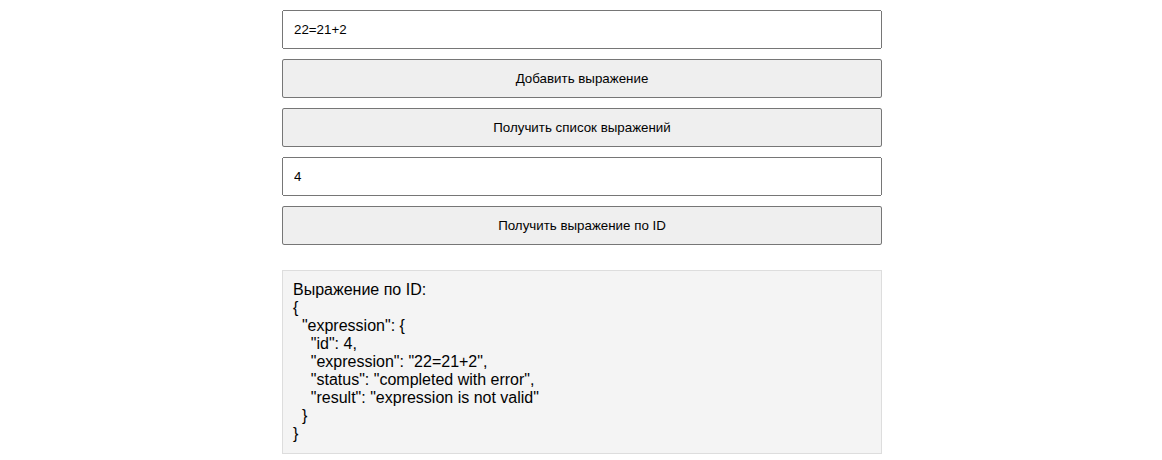 22=21+2
Добавить выражение
Получить список выражений
4
Получить выражение по ID
Выражение по ID:
{
  "expression": {
    "id": 4,
    "expression": "22=21+2",
    "status": "completed with error",
    "result": "expression is not valid"
  }
}